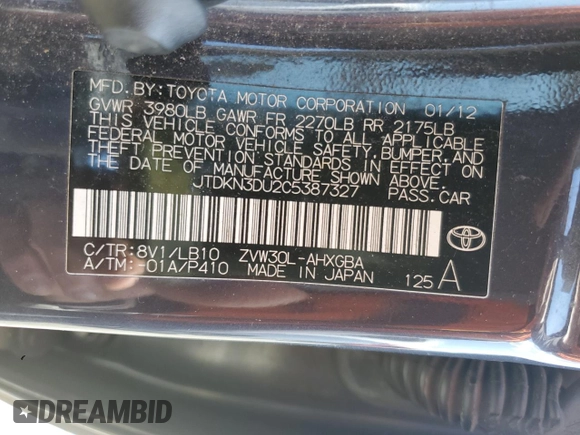 MFD. BY: TOYOTA MOTOR CORPORATION 01/12
GVWR 3980LB GAWR FR 2270LB RR 2175LB
THIS VEHICLE CONFORMS TO ALL APPLICABLE
FEDERAL MOTOR VEHICLE SAFETY, BUMPER, AND
THEFT PREVENTION STANDARDS IN EFFECT ON
THE DATE OF MANUFACTURE SHOWN ABOVE.
JTDKN3DU2C5387327 PASS.CAR
C/TR:8V1/LB10 ZVW30L-AHXGBA
A/TM:-01A/P410 MADE IN JAPAN 125 A
TOYOTA
DREAMBID